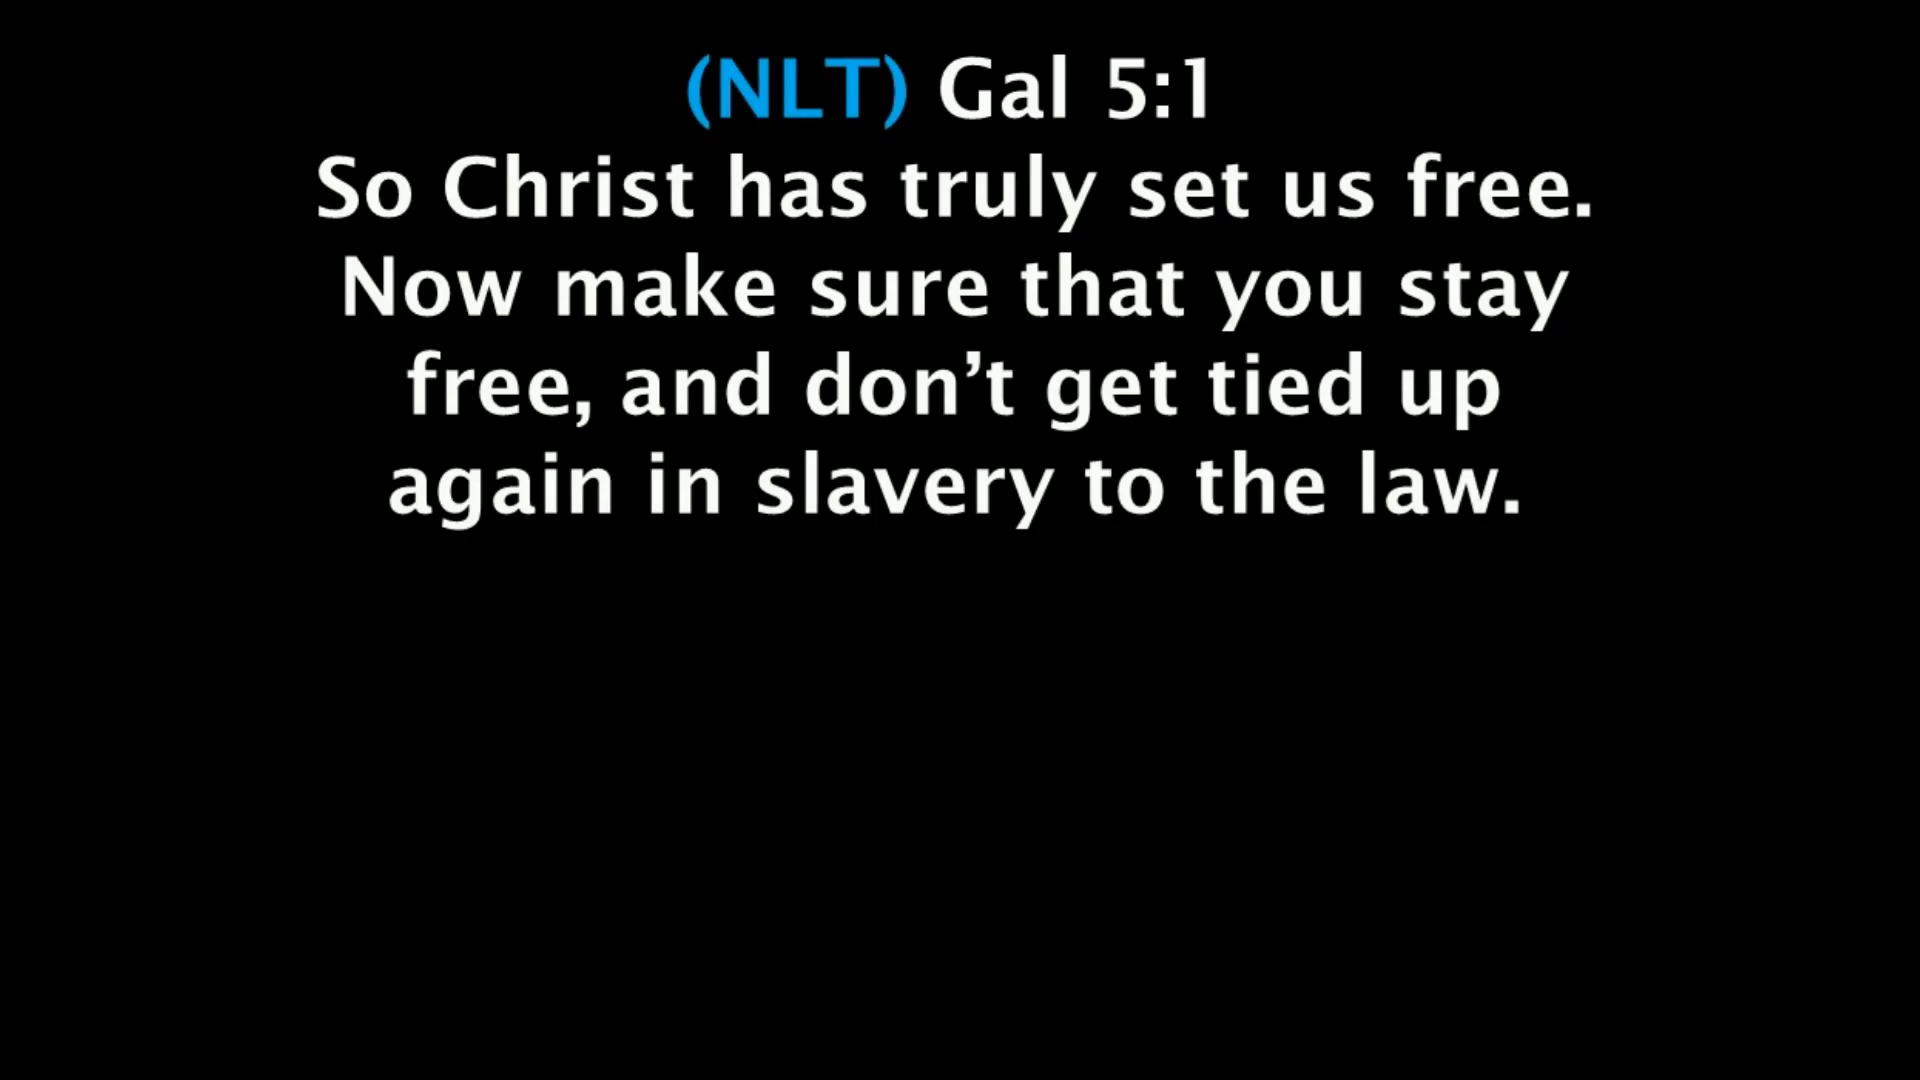 (NLT) Gal 5:1
So Christ has truly set us free.
Now make sure that you stay
free, and don’t get tied up
again in slavery to the law.